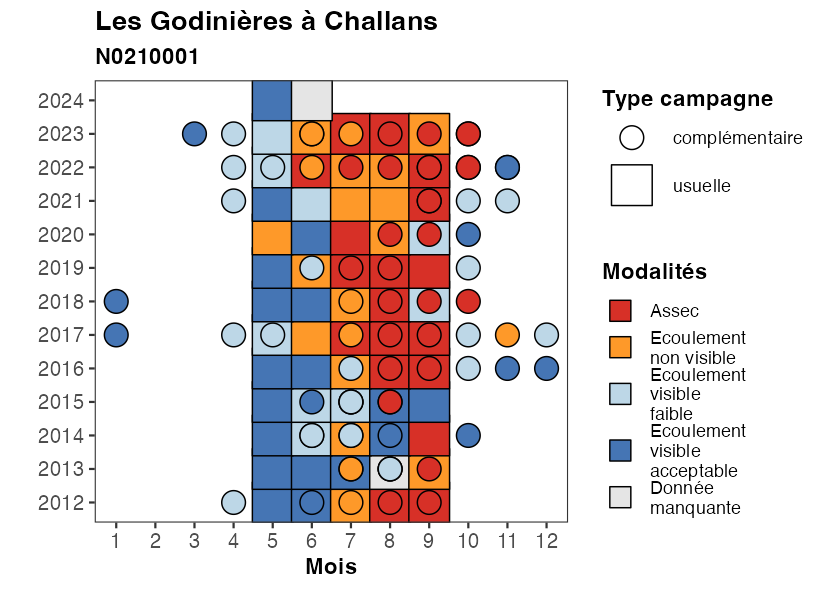 Les Godinières à Challans
N0210001
2024
2023
2022
2021
2020
2019
2018
2017
2016
2015
2014
2013
2012
1 2 3 4 5 6 7 8 9 10 11 12
Mois
Type campagne
complémentaire
usuelle
Modalités
Assec
Ecoulement
non visible
Ecoulement
visible
faible
Ecoulement
visible
acceptable
Donnée
manquante